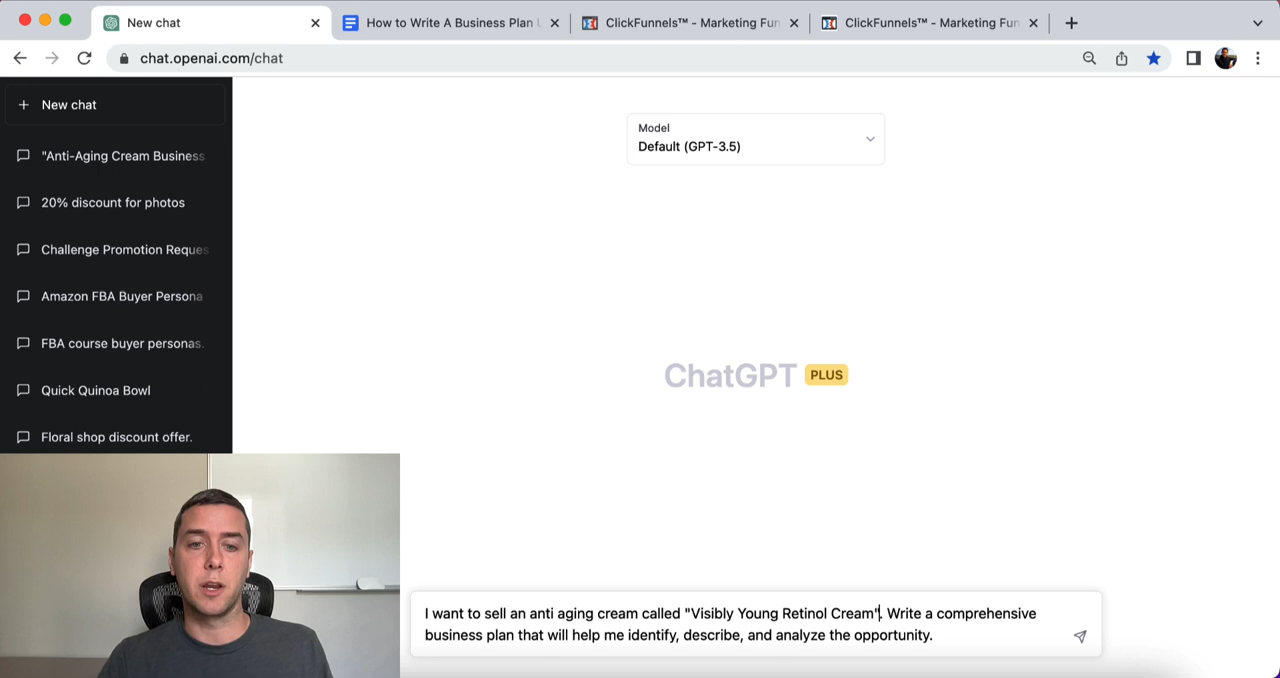 New chat
How to Write A Business Plan
ClickFunnels™ - Marketing Fun
ClickFunnels™ - Marketing Fun
chat.openai.com/chat
New chat
"Anti-Aging Cream Business
20% discount for photos
Challenge Promotion Reques
Amazon FBA Buyer Persona
FBA course buyer personas.
Quick Quinoa Bowl
Floral shop discount offer.
Model
Default (GPT-3.5)
ChatGPT PLUS
I want to sell an anti aging cream called "Visibly Young Retinol Cream". Write a comprehensive
business plan that will help me identify, describe, and analyze the opportunity.